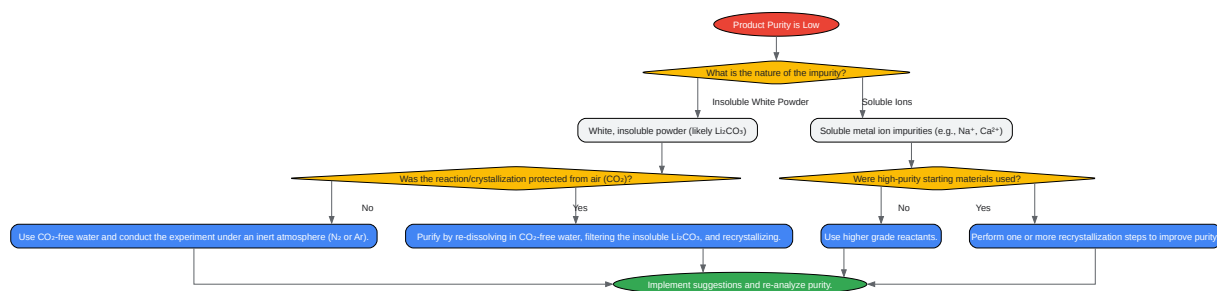 Product Purity is Low
What is the nature of the impurity?
Insoluble White Powder
Soluble Ions
White, insoluble powder (likely Li₂CO₃)
Soluble metal ion impurities (e.g., Na⁺, Ca²⁺)
Was the reaction/crystallization protected from air (CO₂)?
Were high-purity starting materials used?
No
Yes
No
Yes
Use CO₂-free water and conduct the experiment under an inert atmosphere (N₂ or Ar).
Purify by re-dissolving in CO₂-free water, filtering the insoluble Li₂CO₃, and recrystallizing.
Use higher grade reactants.
Perform one or more recrystallization steps to improve purity.
Implement suggestions and re-analyze purity.